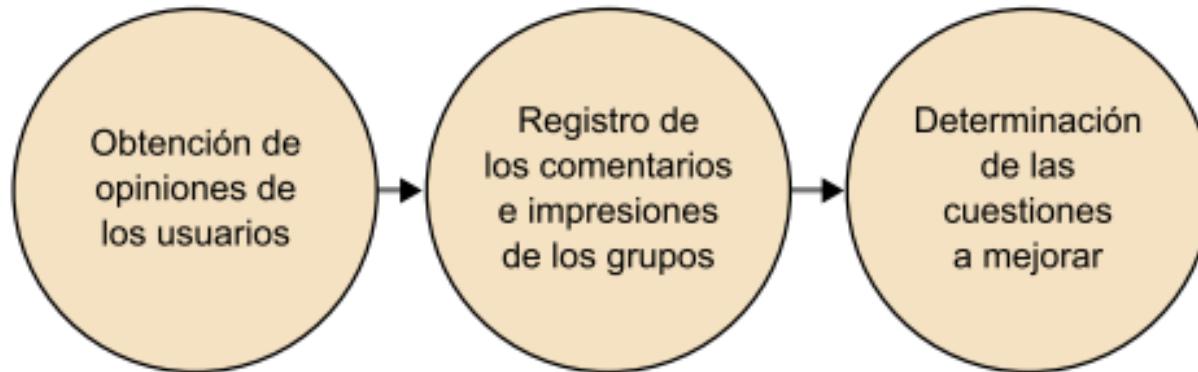 Obtención de
opiniones de
los usuarios
Registro de
los comentarios
e impresiones
de los grupos
Determinación
de las
cuestiones
a mejorar